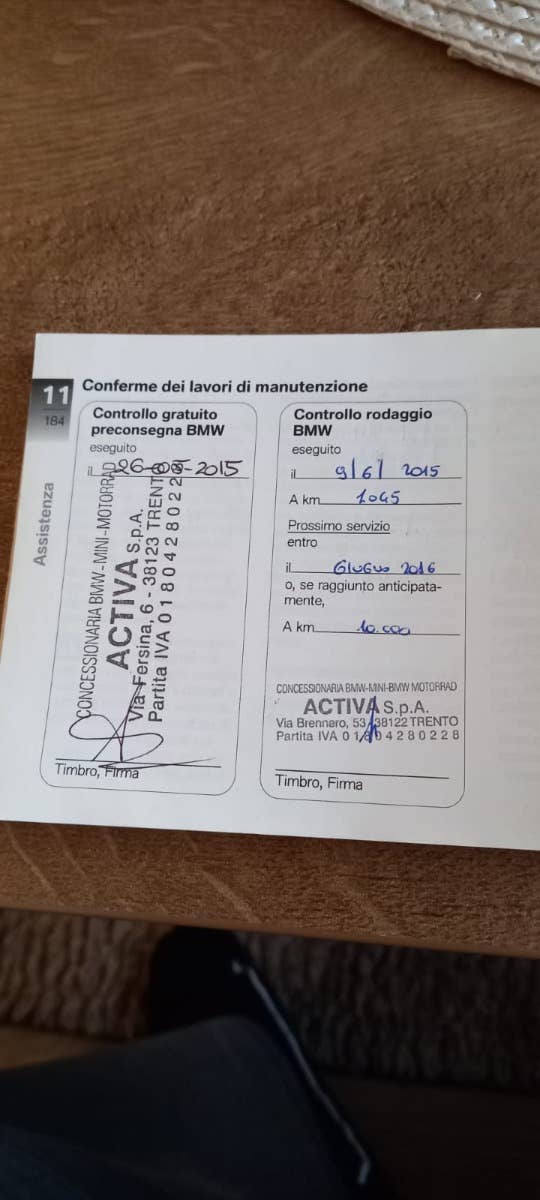 11
184
Assistenza
Conferme dei lavori di manutenzione
Controllo gratuito
preconsegna BMW
eseguito
il 26-05-2015
CONCESSIONARIA BMW-MINI-MOTORRAD
ACTIVA S.p.A.
Via Fersina, 6 - 38123 TRENTO
Partita IVA 01804280228
Timbro, Firma
Controllo rodaggio
BMW
eseguito
il 9/6/ 2015
A km 1045
Prossimo servizio
entro
il Giugno 2016
o, se raggiunto anticipata-
mente,
A km 10.000
CONCESSIONARIA BMW-MINI-BMW MOTORRAD
ACTIVA S.p.A.
Via Brennero, 53 38122 TRENTO
Partita IVA 01804280228
Timbro, Firma